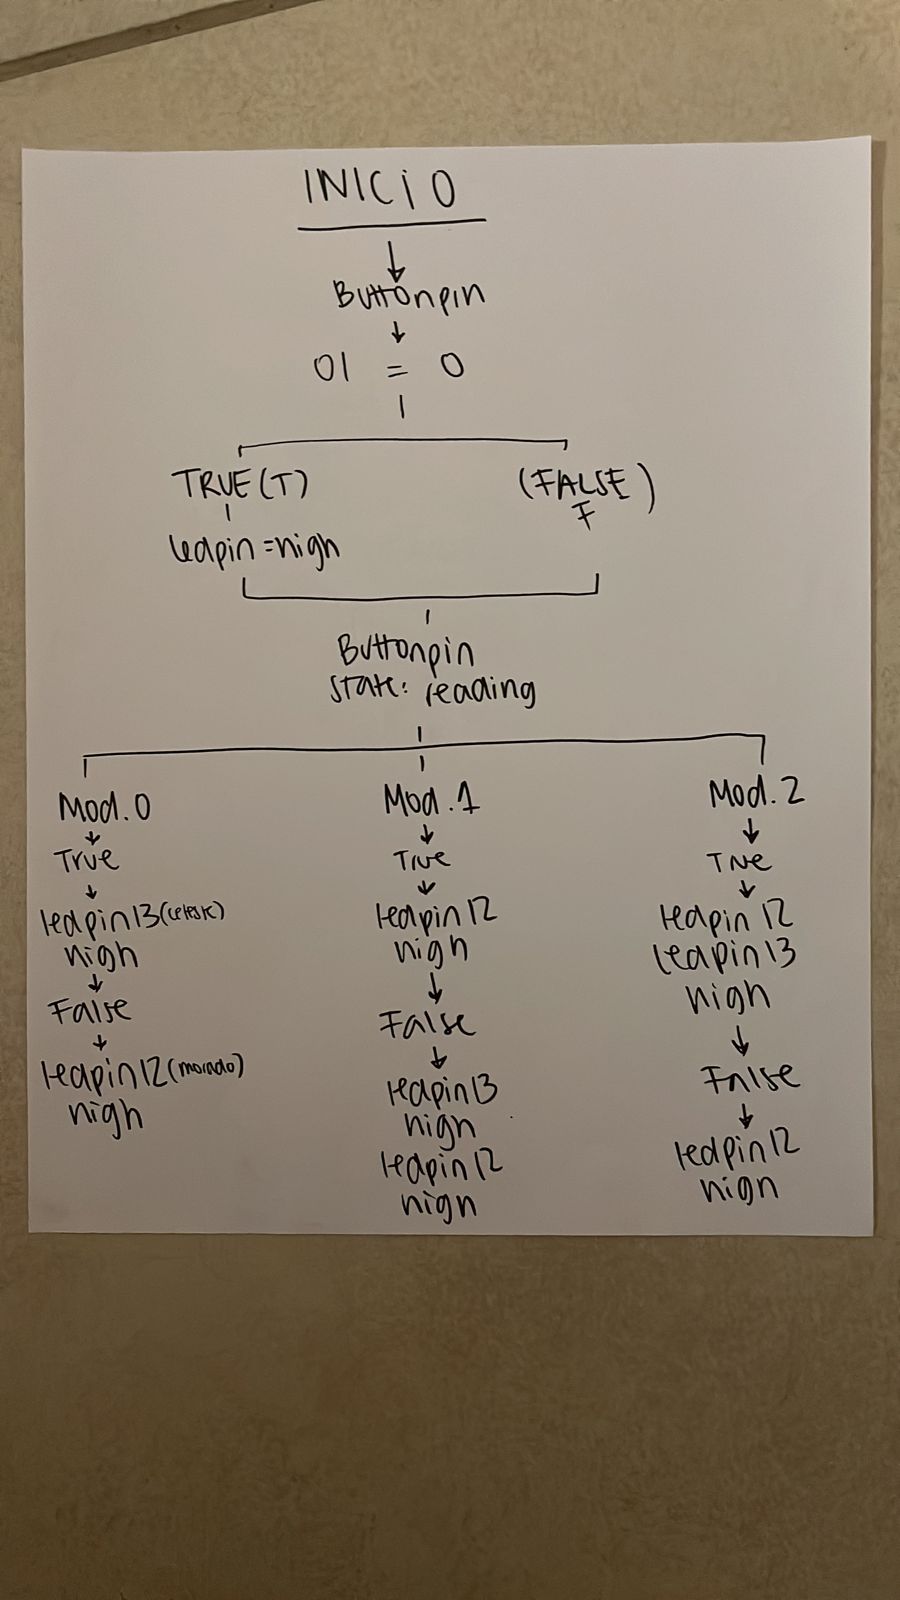 INICIO
Buttonpin
01 = 0
TRUE (T)
(FALSE)
F
ledpin = high
Buttonpin
state: reading
Mod.0
True
ledpin13 (celeste)
high
False
ledpin12 (morado)
high
Mod.1
True
ledpin12
high
False
ledpin13
high
ledpin12
high
Mod.2
True
ledpin12
ledpin13
high
False
ledpin12
high